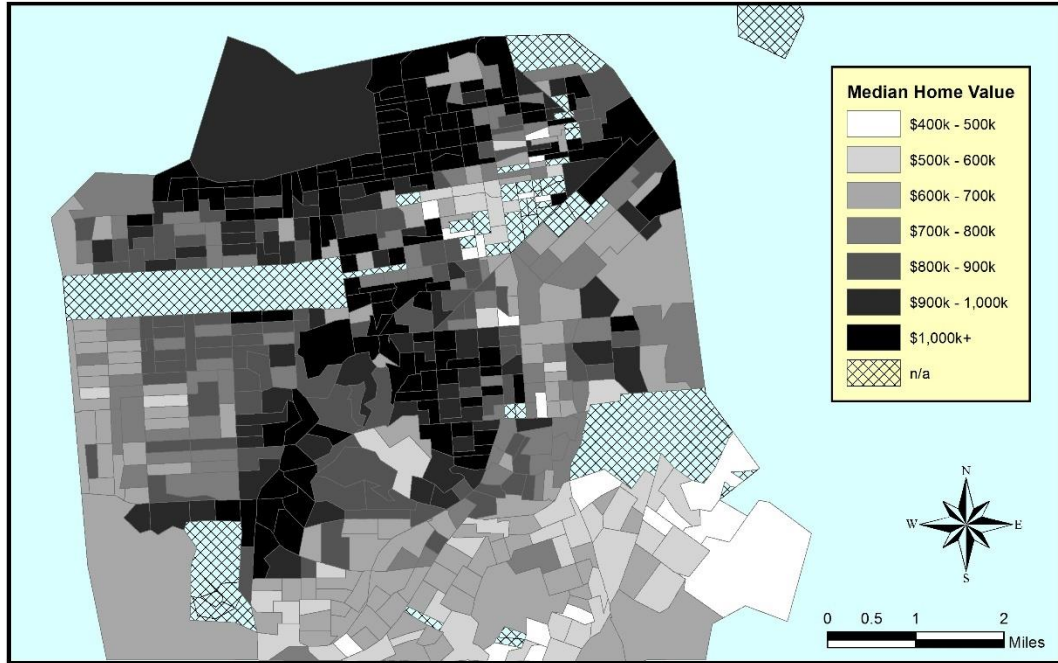 Median Home Value
$400k - 500k
$500k - 600k
$600k - 700k
$700k - 800k
$800k - 900k
$900k - 1,000k
$1,000k+
n/a
N
W E
S
0 0.5 1 2
Miles